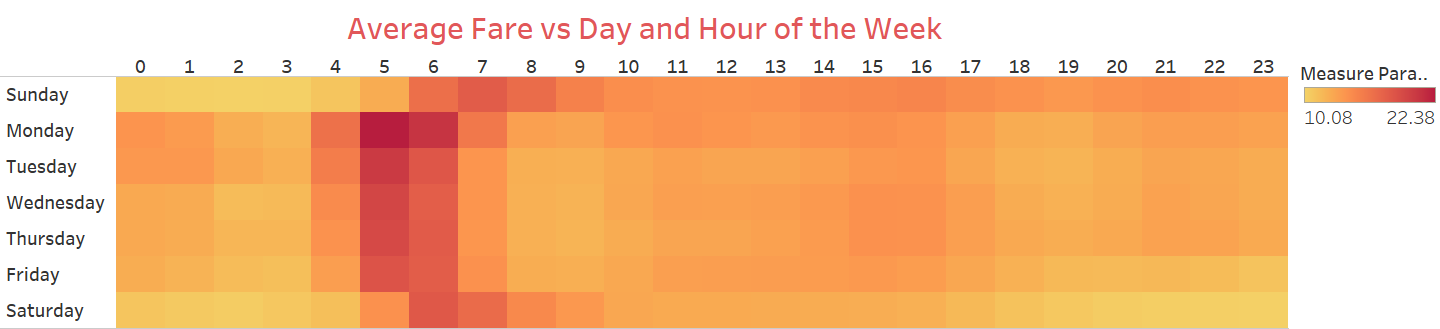 Average Fare vs Day and Hour of the Week
0 1 2 3 4 5 6 7 8 9 10 11 12 13 14 15 16 17 18 19 20 21 22 23
Sunday
Monday
Tuesday
Wednesday
Thursday
Friday
Saturday
Measure Para..
10.08 22.38